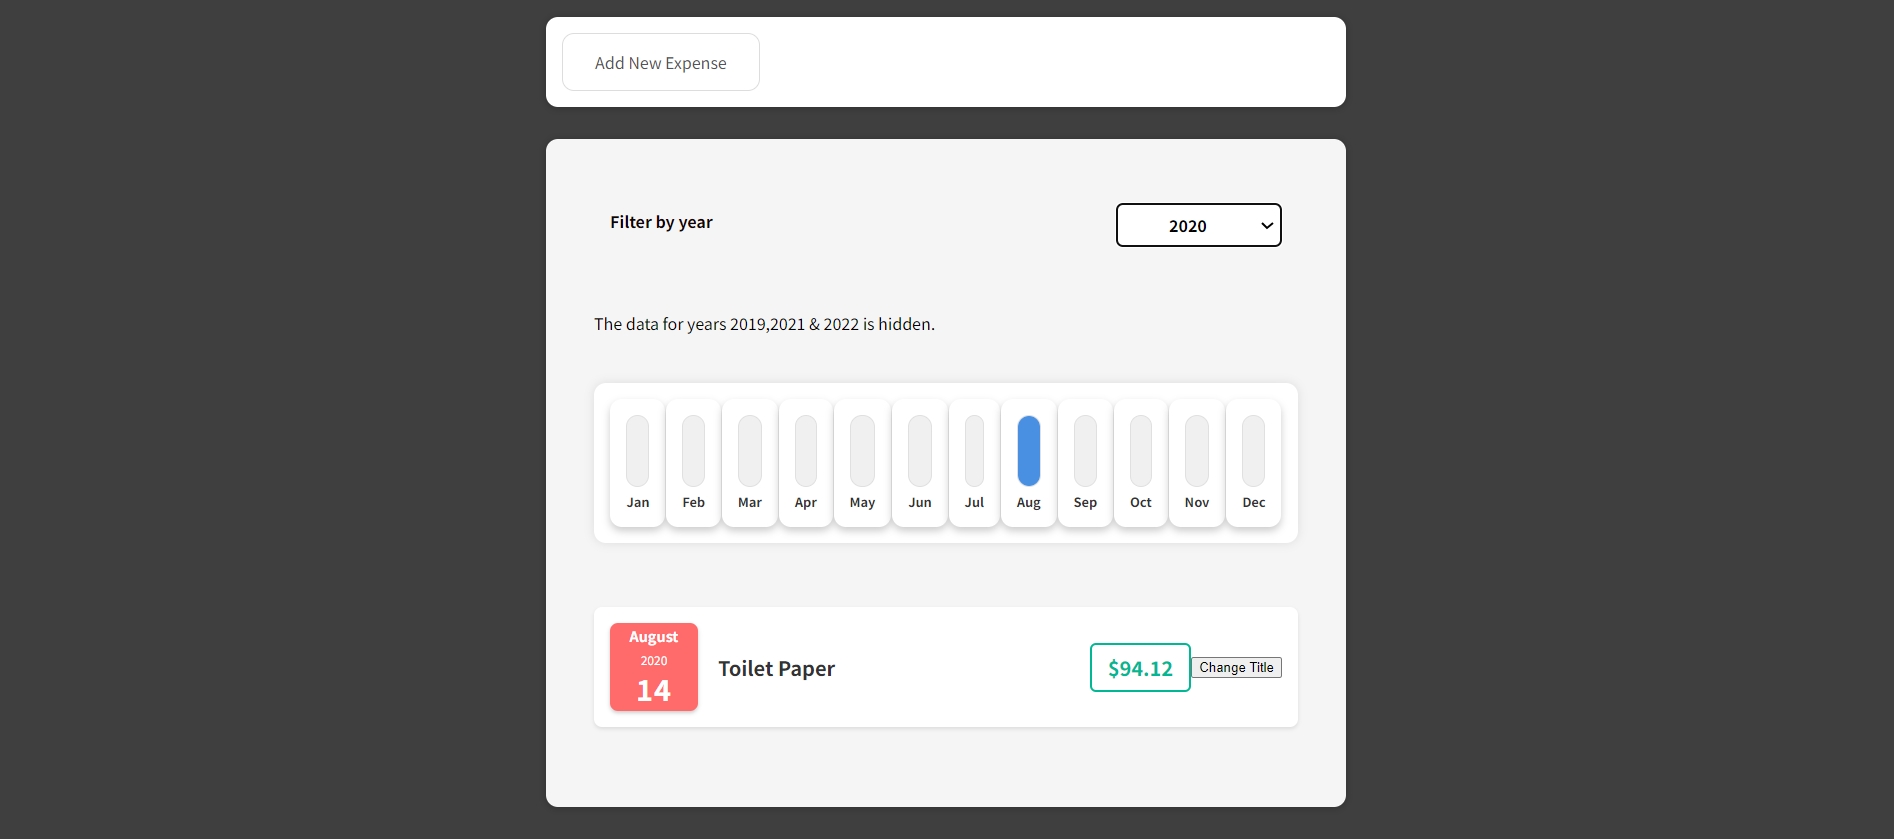 Add New Expense
Filter by year
2020
The data for years 2019,2021 & 2022 is hidden.
Jan Feb Mar Apr May Jun Jul Aug Sep Oct Nov Dec
August
2020
14
Toilet Paper
$94.12
Change Title